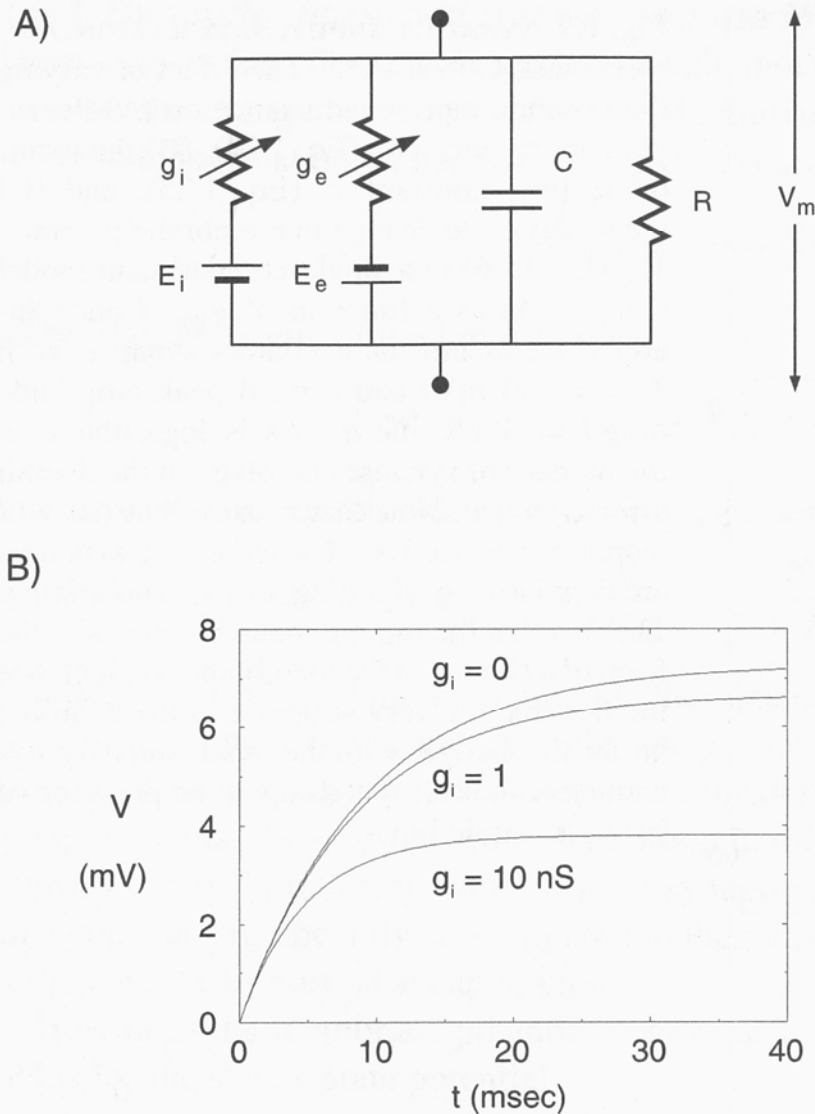 A)
g_i
g_e
C
R
V_m
E_i
E_e
B)
8
6
4
2
0
V
(mV)
g_i = 0
g_i = 1
g_i = 10 nS
0
10
20
30
40
t (msec)